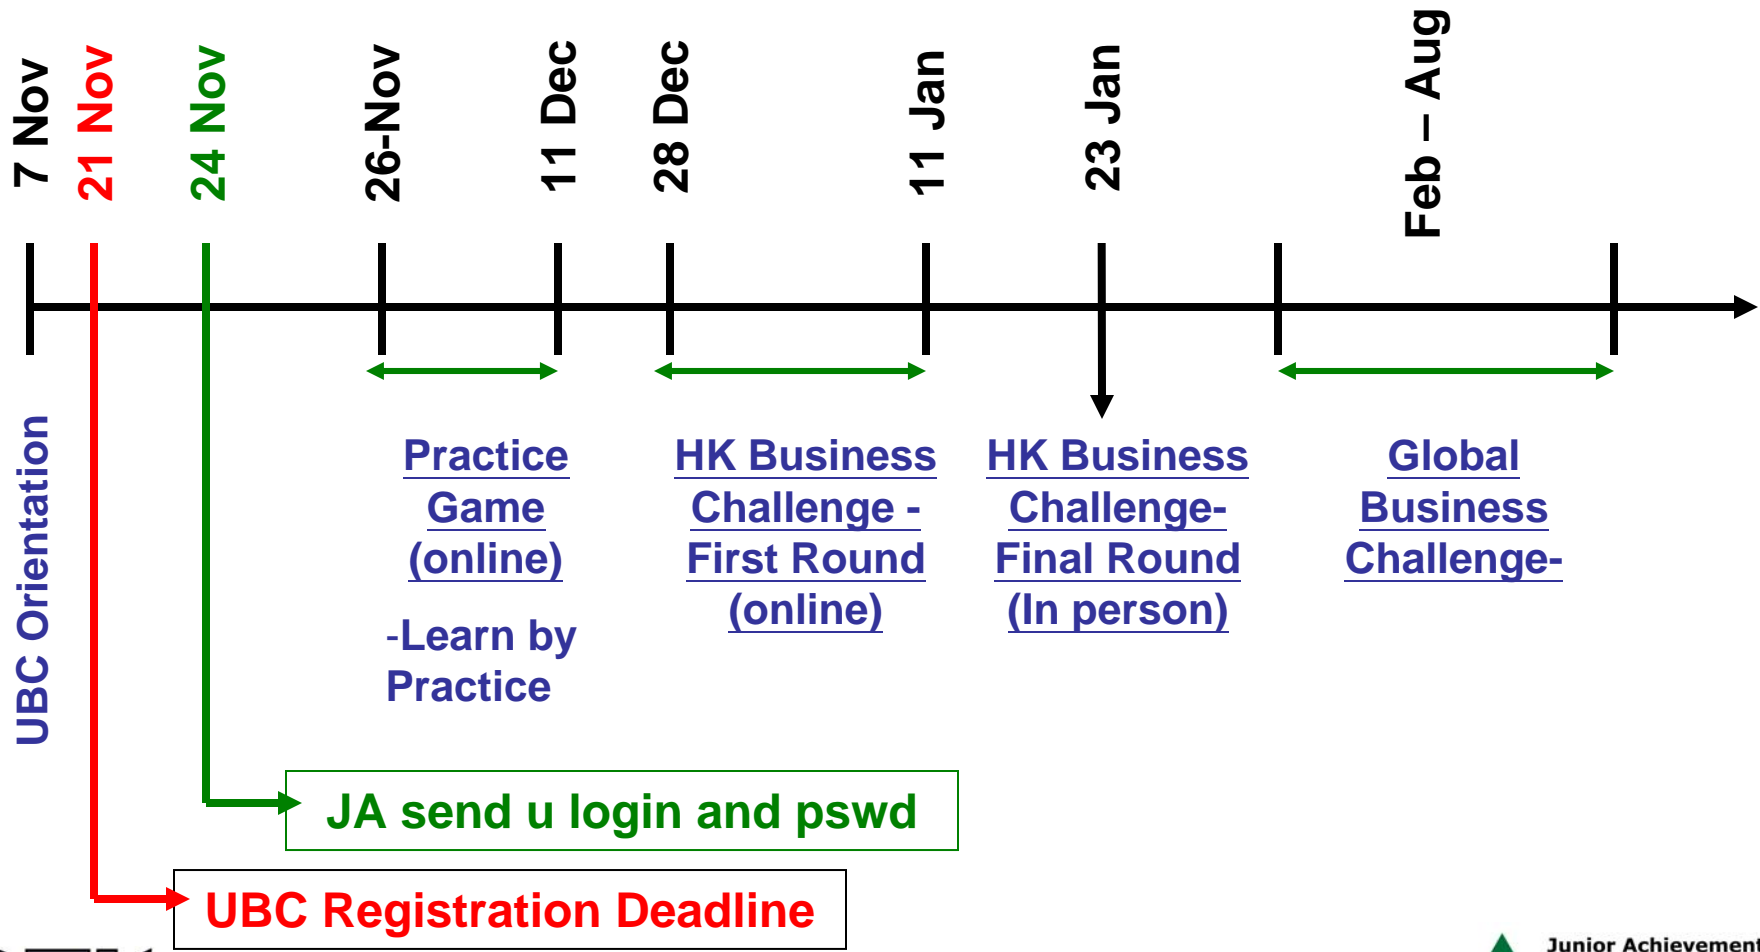 7 Nov
21 Nov
24 Nov
26-Nov
11 Dec
28 Dec
11 Jan
23 Jan
Feb – Aug
UBC Orientation
Practice
Game
(online)
-Learn by
Practice
HK Business
Challenge -
First Round
(online)
HK Business
Challenge-
Final Round
(In person)
Global
Business
Challenge-
JA send u login and pswd
UBC Registration Deadline
Junior Achievement